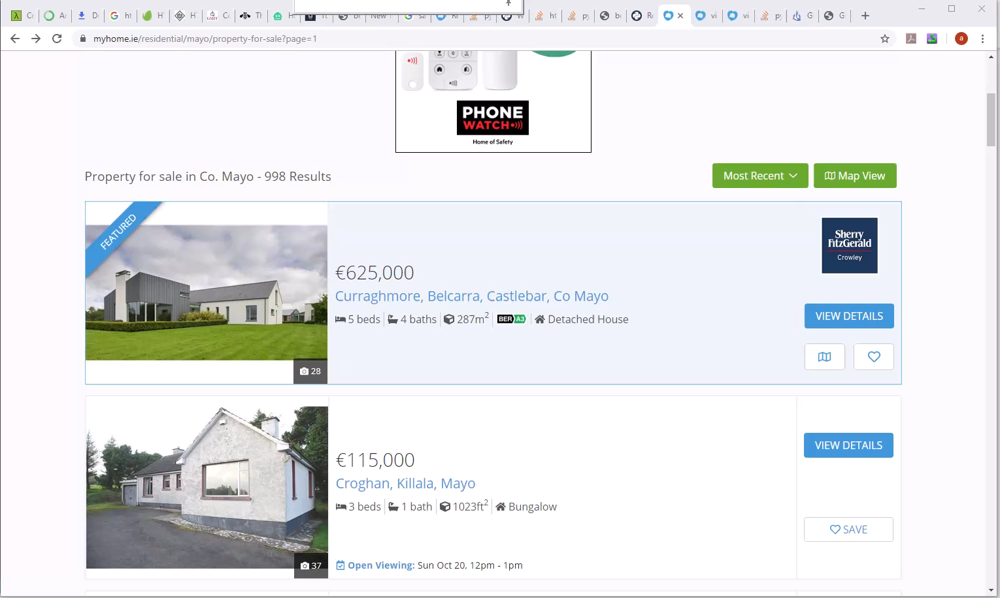 myhome.ie/residential/mayo/property-for-sale?page=1
a
PHONE
WATCH
Home of Safety
Property for sale in Co. Mayo - 998 Results
Most Recent
Map View
FEATURED
Sherry
FitzGerald
Crowley
€625,000
Curraghmore, Belcarra, Castlebar, Co Mayo
5 beds 4 baths 287m² BER A3 Detached House
VIEW DETAILS
28
€115,000
Croghan, Killala, Mayo
3 beds 1 bath 1023ft² Bungalow
VIEW DETAILS
SAVE
37
Open Viewing: Sun Oct 20, 12pm - 1pm